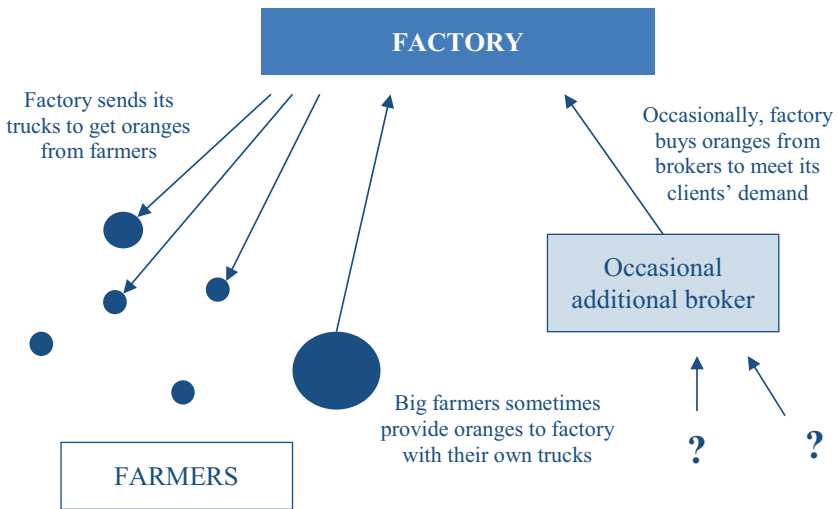 FACTORY
Factory sends its
trucks to get oranges
from farmers
Occasionally, factory
buys oranges from
brokers to meet its
clients’ demand
Occasional
additional broker
Big farmers sometimes
provide oranges to factory
with their own trucks
?
?
FARMERS